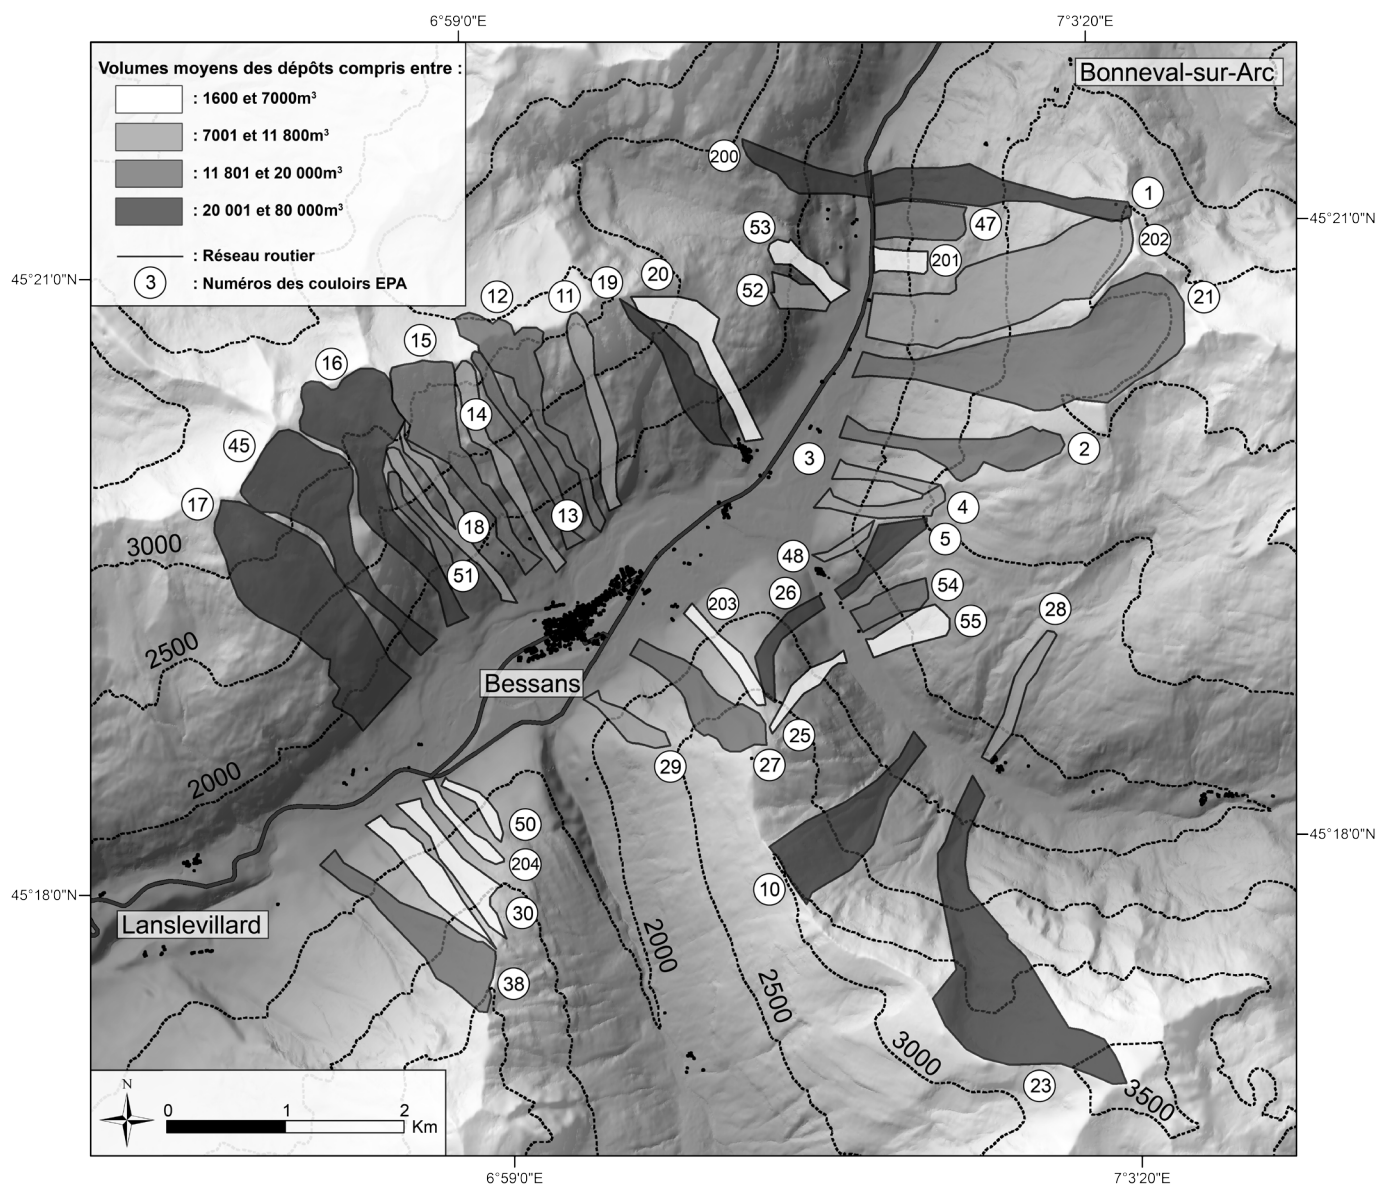 6°59'0"E
7°3'20"E
Volumes moyens des dépôts compris entre :
: 1600 et 7000m³
: 7001 et 11 800m³
: 11 801 et 20 000m³
: 20 001 et 80 000m³
: Réseau routier
3 : Numéros des couloirs EPA
Bonneval-sur-Arc
200
1
45°21'0"N
53
47
202
201
45°21'0"N
20
19
52
21
12
11
15
16
14
45
3
2
17
4
13
18
5
3000
48
51
54
26
203
28
55
2500
Bessans
25
29
27
2000
50
45°18'0"N
204
10
45°18'0"N
30
Lanslevillard
2000
38
2500
3000
23
3500
N
0 1 2
Km
6°59'0"E
7°3'20"E